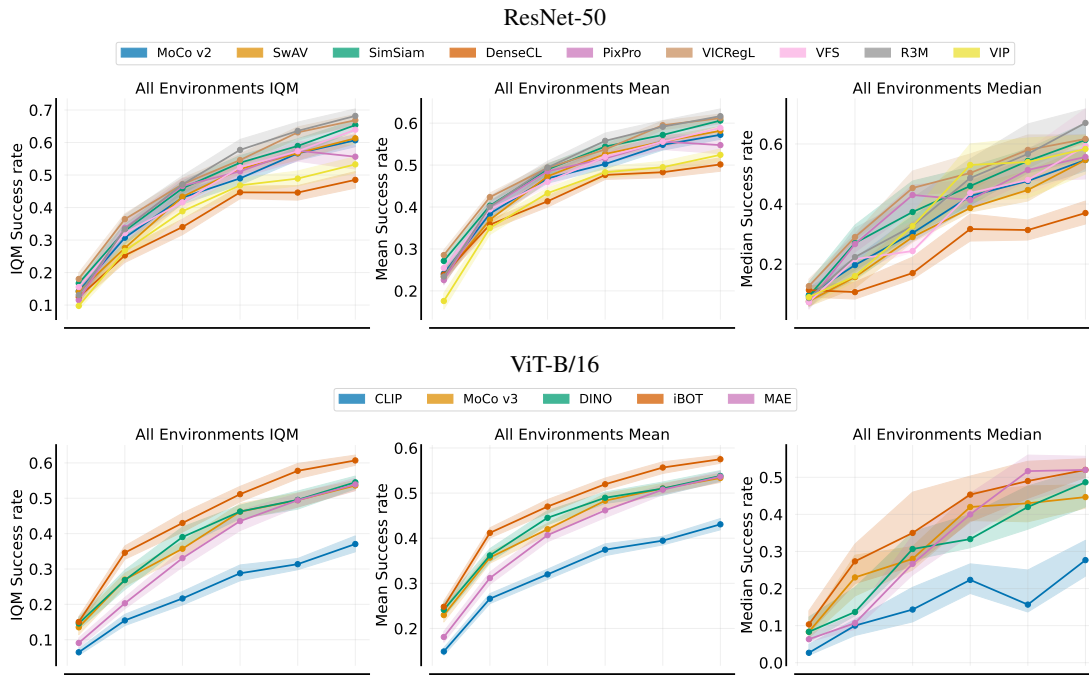 ResNet-50
MoCo v2 SwAV SimSiam DenseCL PixPro VICRegL VFS R3M VIP
All Environments IQM
IQM Success rate
0.7
0.6
0.5
0.4
0.3
0.2
0.1
All Environments Mean
Mean Success rate
0.6
0.5
0.4
0.3
0.2
All Environments Median
Median Success rate
0.6
0.4
0.2
ViT-B/16
CLIP MoCo v3 DINO iBOT MAE
All Environments IQM
IQM Success rate
0.6
0.5
0.4
0.3
0.2
0.1
All Environments Mean
Mean Success rate
0.6
0.5
0.4
0.3
0.2
All Environments Median
Median Success rate
0.5
0.4
0.3
0.2
0.1
0.0